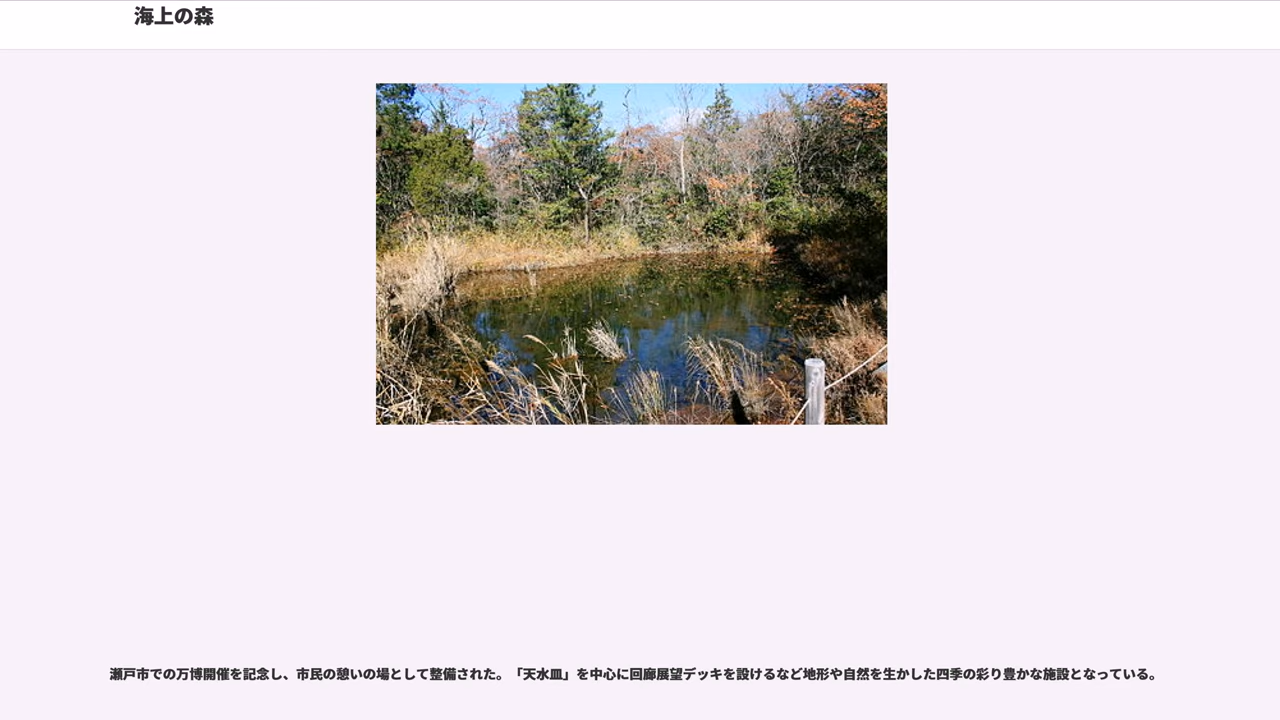 海上の森
瀬戸市での万博開催を記念し、市民の憩いの場として整備された。「天水皿」を中心に回廊展望デッキを設けるなど地形や自然を生かした四季の彩り豊かな施設となっている。